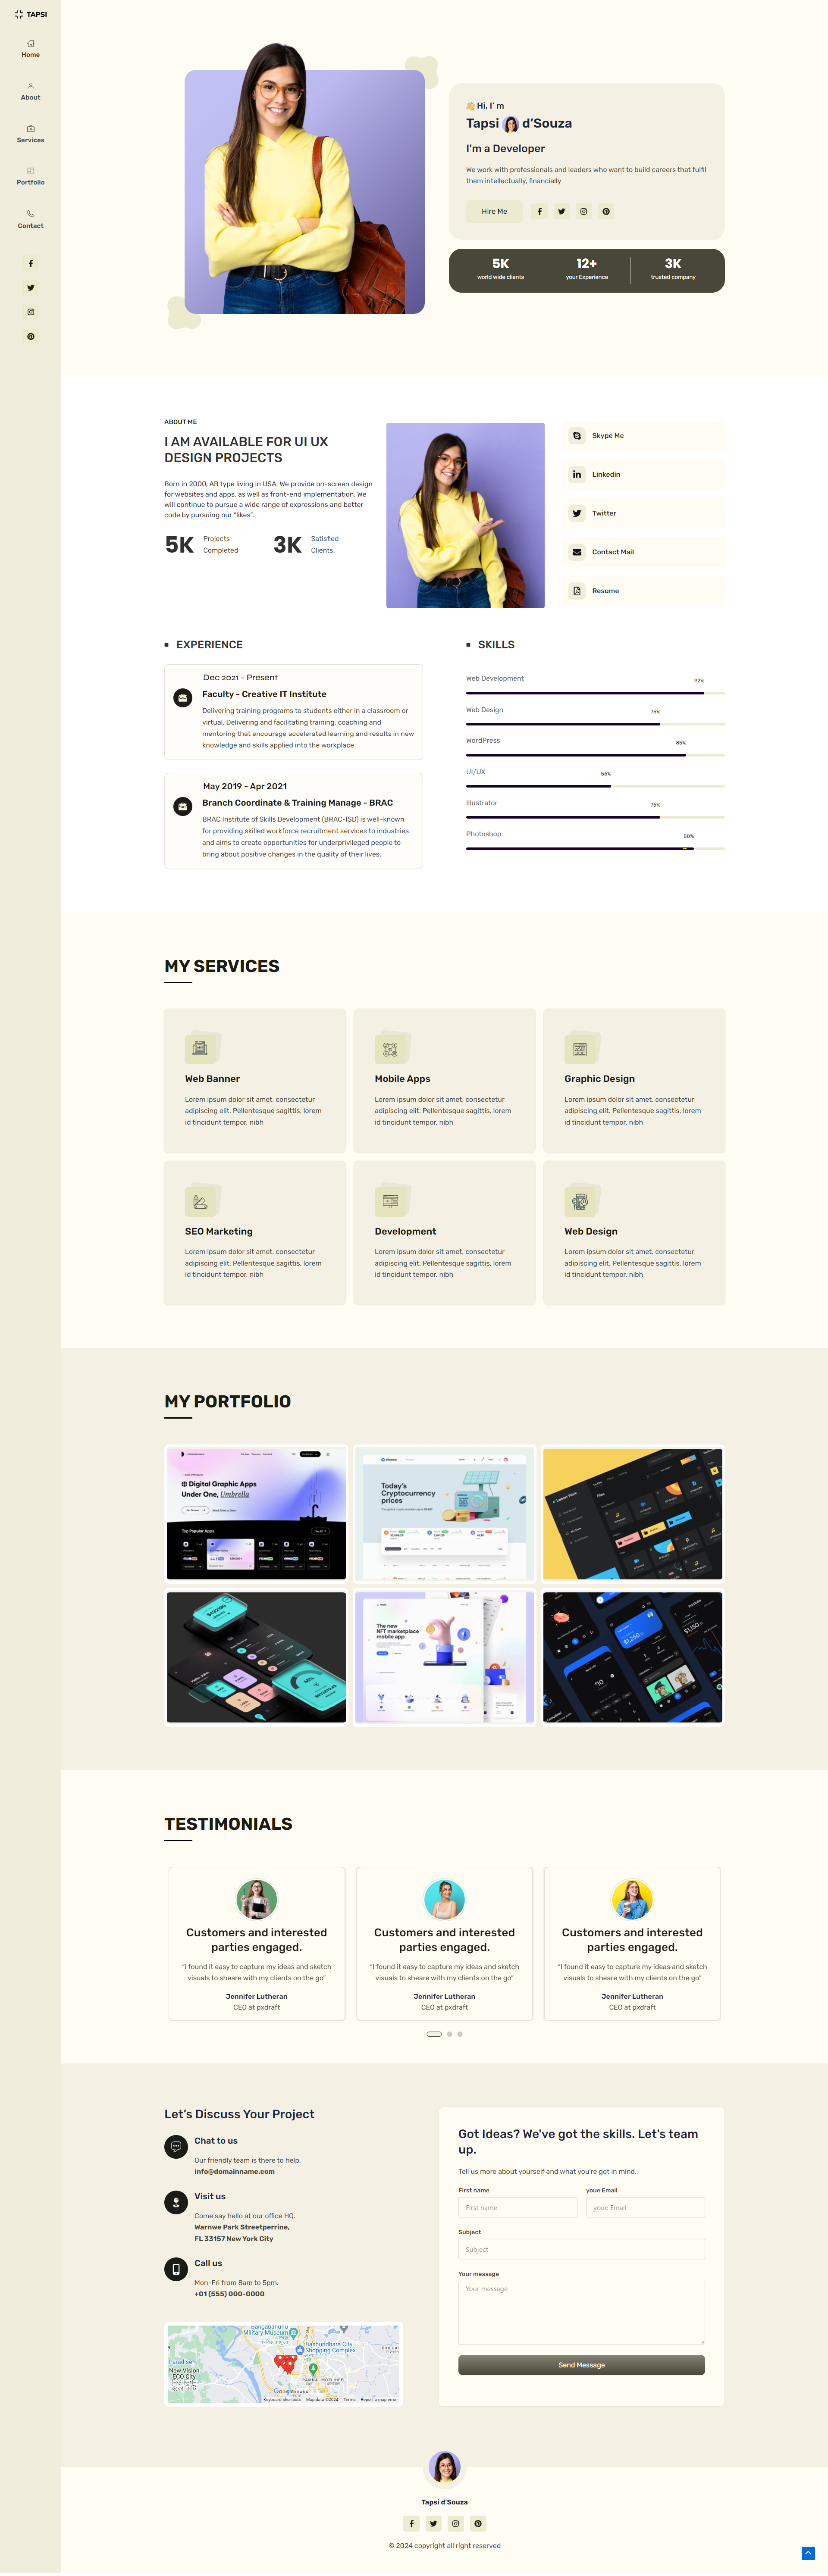 TAPSI
Home
About
Services
Portfolio
Contact
👋 Hi, I’ m
Tapsi d’Souza
I'm a Developer
We work with professionals and leaders who want to build careers that fulfil
them intellectually, financially
Hire Me
5K
world wide clients
12+
your Experience
3K
trusted company
ABOUT ME
I AM AVAILABLE FOR UI UX
DESIGN PROJECTS
Born in 2000, AB type living in USA. We provide on-screen design
for websites and apps, as well as front-end implementation. We
will continue to pursue a wide range of expressions and better
code by pursuing our “likes”.
5K
Projects
Completed
3K
Satisfied
Clients.
Skype Me
Linkedin
Twitter
Contact Mail
Resume
EXPERIENCE
Dec 2021 - Present
Faculty - Creative IT Institute
Delivering training programs to students either in a classroom or
virtual. Delivering and facilitating training, coaching and
mentoring that encourage accelerated learning and results in new
knowledge and skills applied into the workplace
May 2019 - Apr 2021
Branch Coordinate & Training Manage - BRAC
BRAC Institute of Skills Development (BRAC-ISD) is well-known
for providing skilled workforce recruitment services to industries
and aims to create opportunities for underprivileged people to
bring about positive changes in the quality of their lives.
SKILLS
Web Development
92%
Web Design
75%
WordPress
85%
UI/UX
56%
Illustrator
75%
Photoshop
88%
MY SERVICES
Web Banner
Lorem ipsum dolor sit amet, consectetur
adipiscing elit. Pellentesque sagittis, lorem
id tincidunt tempor, nibh
Mobile Apps
Lorem ipsum dolor sit amet, consectetur
adipiscing elit. Pellentesque sagittis, lorem
id tincidunt tempor, nibh
Graphic Design
Lorem ipsum dolor sit amet, consectetur
adipiscing elit. Pellentesque sagittis, lorem
id tincidunt tempor, nibh
SEO Marketing
Lorem ipsum dolor sit amet, consectetur
adipiscing elit. Pellentesque sagittis, lorem
id tincidunt tempor, nibh
Development
Lorem ipsum dolor sit amet, consectetur
adipiscing elit. Pellentesque sagittis, lorem
id tincidunt tempor, nibh
Web Design
Lorem ipsum dolor sit amet, consectetur
adipiscing elit. Pellentesque sagittis, lorem
id tincidunt tempor, nibh
MY PORTFOLIO
Digital Graphic Apps
Under One, Umbrella
Top Popular Apps
Today's
Cryptocurrency
prices
The new
NFT marketplace
mobile app
TESTIMONIALS
Customers and interested
parties engaged.
“I found it easy to capture my ideas and sketch
visuals to sheare with my clients on the go”
Jennifer Lutheran
CEO at pxdraft
Customers and interested
parties engaged.
“I found it easy to capture my ideas and sketch
visuals to sheare with my clients on the go”
Jennifer Lutheran
CEO at pxdraft
Customers and interested
parties engaged.
“I found it easy to capture my ideas and sketch
visuals to sheare with my clients on the go”
Jennifer Lutheran
CEO at pxdraft
Let’s Discuss Your Project
Chat to us
Our friendly team is there to help.
info@domainname.com
Visit us
Come say hello at our office HQ.
Warnwe Park Streetperrine,
FL 33157 New York City
Call us
Mon-Fri from 8am to 5pm.
+01 (555) 000-0000
Bangabandhu
Military Museum
Bashundhara City
Shopping Complex
Paradise
New Vision
ECO City
Google
Keyboard shortcuts
Map data ©2024
Terms
Report a map error
Got Ideas? We've got the skills. Let's team
up.
Tell us more about yourself and what you're got in mind.
First name
youe Email
First name
youe Email
Subject
Subject
Your message
Your message
Send Message
Tapsi d’Souza
© 2024 copyright all right reserved